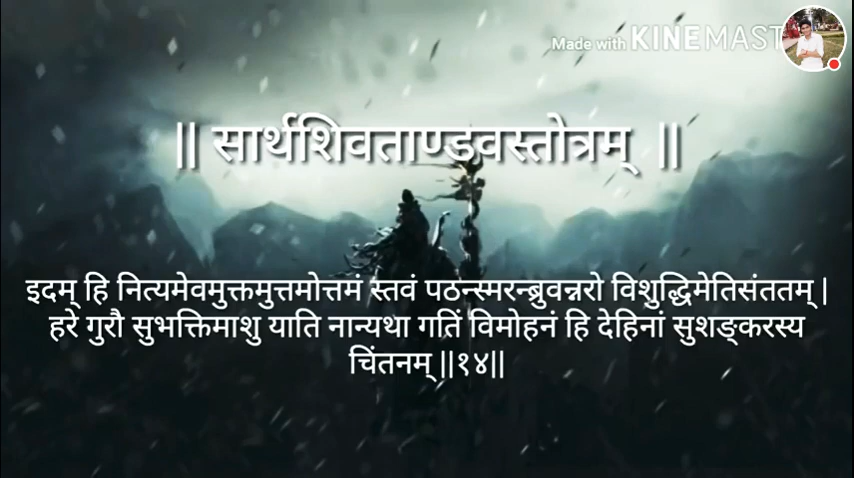 Made with KINEMAST
|| सार्थशिवताण्डवस्तोत्रम् ||
इदम् हि नित्यमेवमुक्तमुत्तमोत्तमं स्तवं पठन्स्मरन्ब्रुवन्नरो विशुद्धिमेतिसंततम् |
हरे गुरौ सुभक्तिमाशु याति नान्यथा गतिं विमोहनं हि देहिनां सुशङ्करस्य
चिंतनम् ||१४||